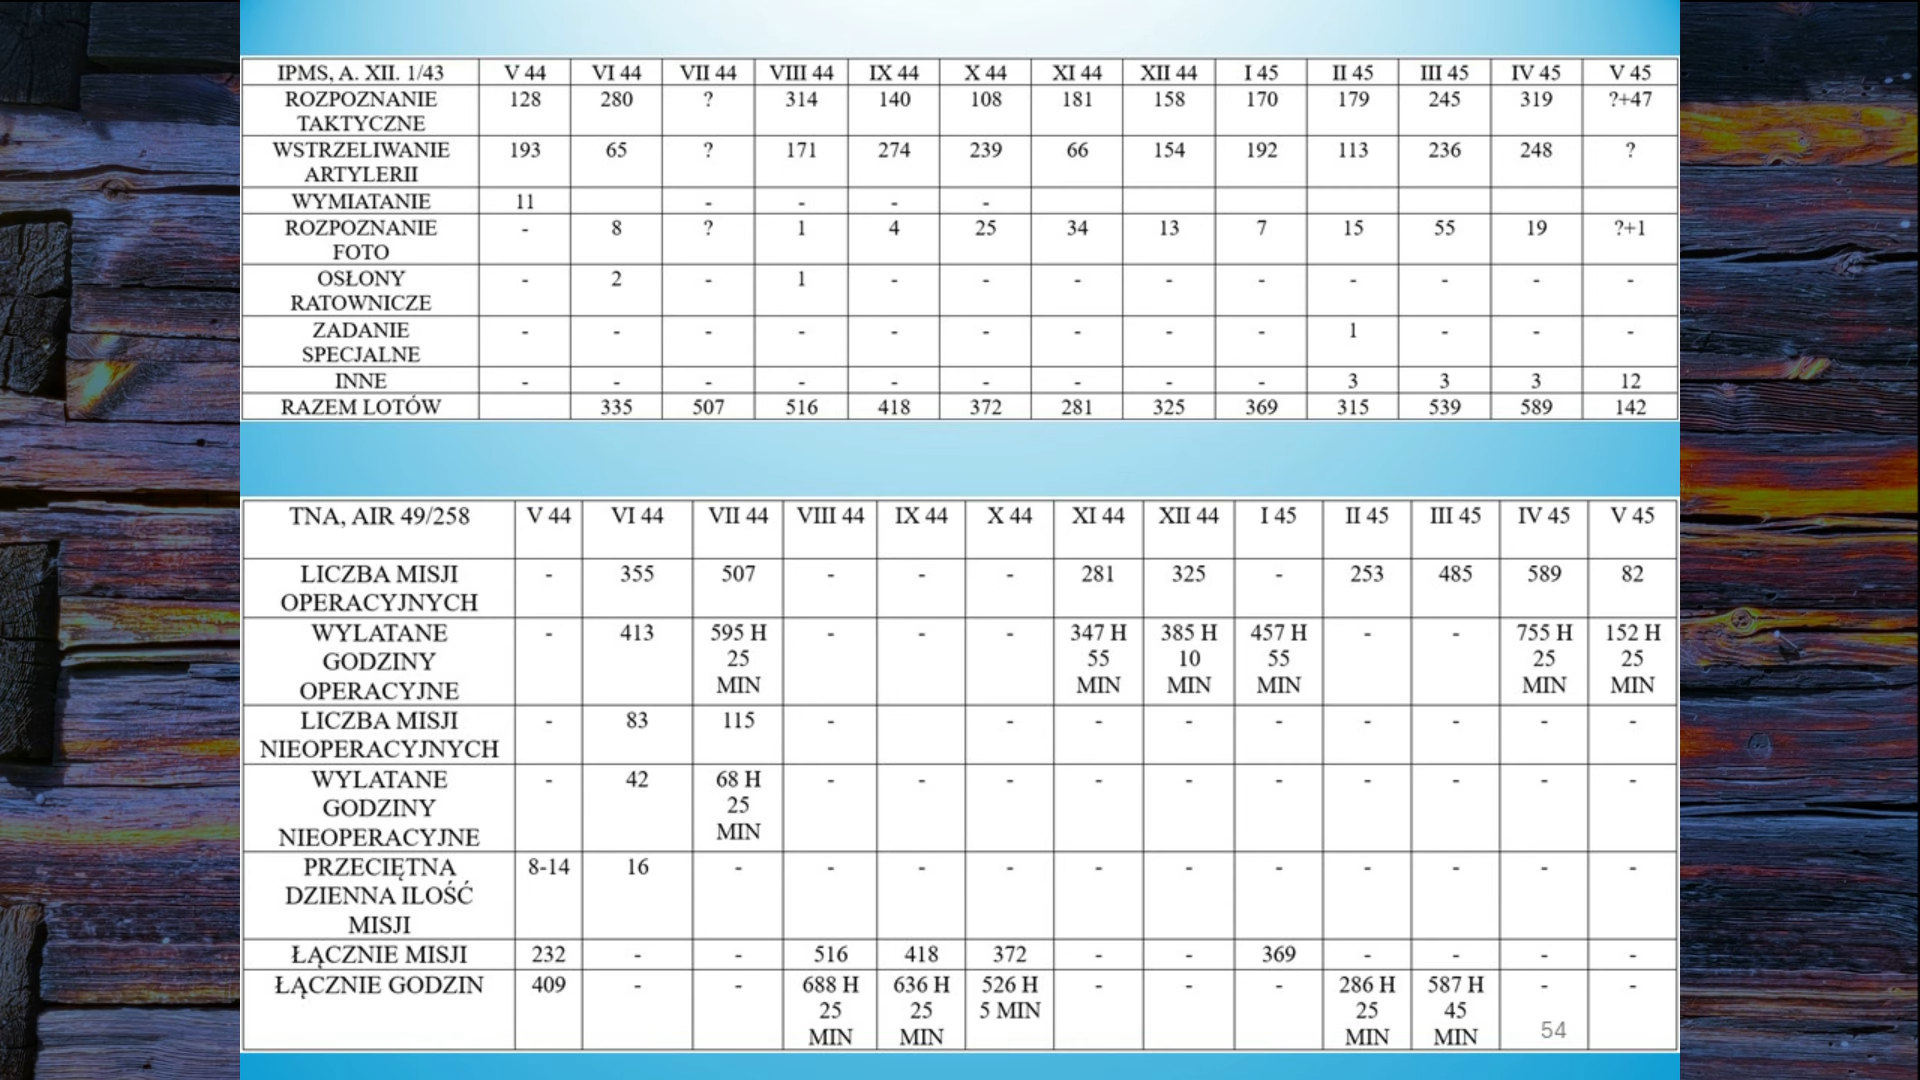 IPMS, A. XII. 1/43 V 44 VI 44 VII 44 VIII 44 IX 44 X 44 XI 44 XII 44 I 45 II 45 III 45 IV 45 V 45
ROZPOZNANIE 128 280 ? 314 140 108 181 158 170 179 245 319 ?+47
TAKTYCZNE
WSTRZELIWANIE 193 65 ? 171 274 239 66 154 192 113 236 248 ?
ARTYLERII
WYMIATANIE 11 - - - -
ROZPOZNANIE - 8 ? 1 4 25 34 13 7 15 55 19 ?+1
FOTO
OSŁONY - 2 - 1 - - - - - - - - -
RATOWNICZE
ZADANIE - - - - - - - - - 1 - - -
SPECJALNE
INNE - - - - - - - - - 3 3 3 12
RAZEM LOTÓW 335 507 516 418 372 281 325 369 315 539 589 142
TNA, AIR 49/258 V 44 VI 44 VII 44 VIII 44 IX 44 X 44 XI 44 XII 44 I 45 II 45 III 45 IV 45 V 45
LICZBA MISJI - 355 507 - - - 281 325 - 253 485 589 82
OPERACYJNYCH
WYLATANE - 413 595 H - - - 347 H 385 H 457 H - - 755 H 152 H
GODZINY 25 55 10 55 25 25
OPERACYJNE MIN MIN MIN MIN MIN MIN
LICZBA MISJI - 83 115 - - - - - - - - -
NIEOPERACYJNYCH
WYLATANE - 42 68 H - - - - - - - - - -
GODZINY 25
NIEOPERACYJNE MIN
PRZECIĘTNA 8-14 16 - - - - - - - - - - -
DZIENNA ILOŚĆ
MISJI
ŁĄCZNIE MISJI 232 - - 516 418 372 - - 369 - - - -
ŁĄCZNIE GODZIN 409 - - 688 H 636 H 526 H - - - 286 H 587 H - -
25 25 5 MIN 25 45
MIN MIN MIN MIN
54